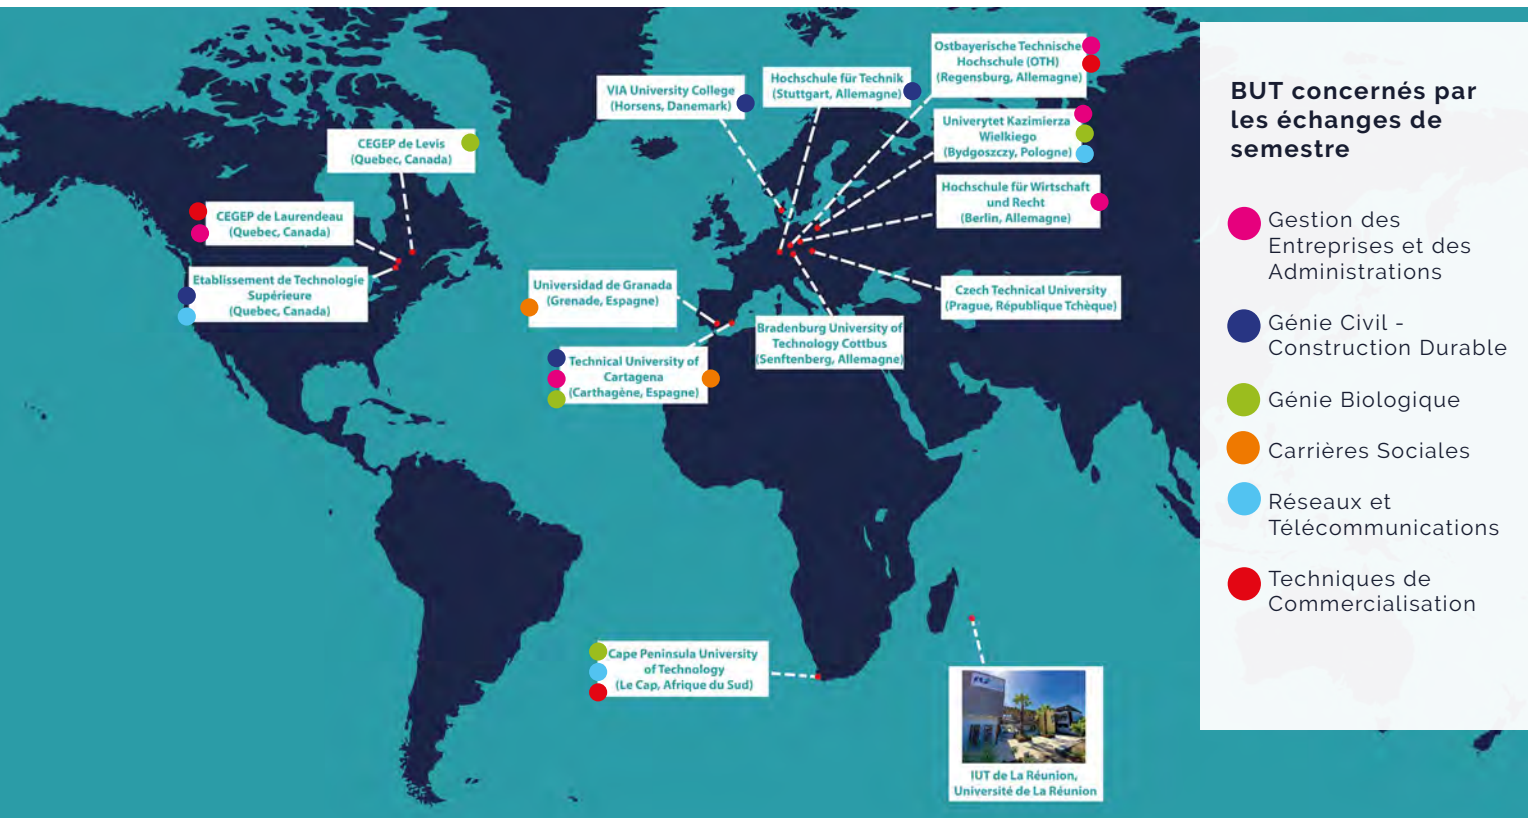 Ostbayerische Technische
Hochschule (OTH)
(Regensburg, Allemagne)
Hochschule für Technik
(Stuttgart, Allemagne)
VIA University College
(Horsens, Danemark)
Univerytet Kazimierza
Wielkiego
(Bydgoszczy, Pologne)
CEGEP de Levis
(Quebec, Canada)
Hochschule für Wirtschaft
und Recht
(Berlin, Allemagne)
CEGEP de Laurendeau
(Quebec, Canada)
Etablissement de Technologie
Supérieure
(Quebec, Canada)
Universidad de Granada
(Grenade, Espagne)
Czech Technical University
(Prague, République Tchèque)
Bradenburg University of
Technology Cottbus
(Senftenberg, Allemagne)
Technical University of
Cartagena
(Carthagène, Espagne)
Cape Peninsula University
of Technology
(Le Cap, Afrique du Sud)
IUT de La Réunion,
Université de La Réunion
BUT concernés par
les échanges de
semestre
Gestion des
Entreprises et des
Administrations
Génie Civil -
Construction Durable
Génie Biologique
Carrières Sociales
Réseaux et
Télécommunications
Techniques de
Commercialisation